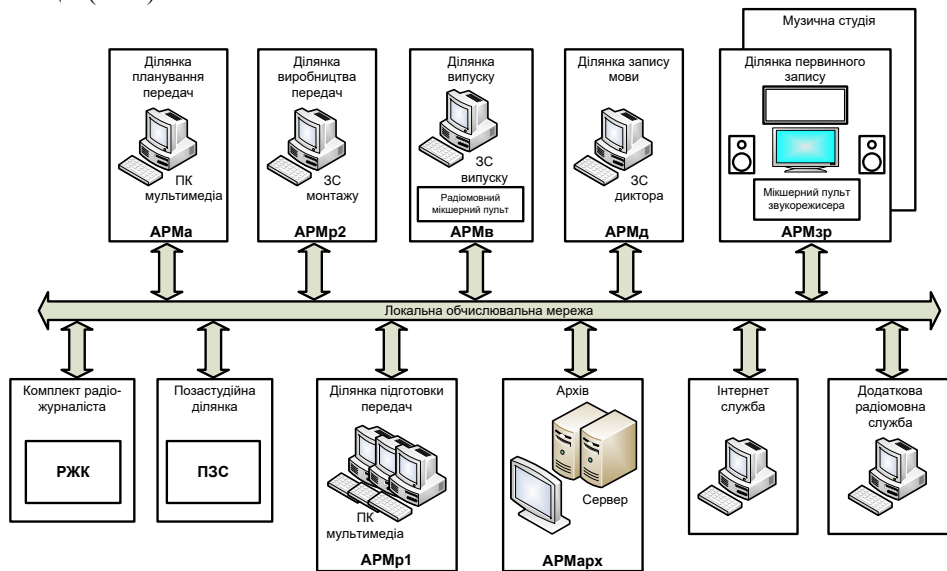 Музична студія
Ділянка
планування
передач
ПК
мультимедіа
АРМа
Ділянка
виробництва
передач
ЗС
монтажу
АРМр2
Ділянка
випуску
ЗС
випуску
Радіомовний
мікшерний пульт
АРМв
Ділянка запису
мови
ЗС
диктора
АРМд
Ділянка первинного
запису
Мікшерний пульт
звукорежисера
АРМзр
Локальна обчислювальна мережа
Комплект радіо-
журналіста
РЖК
Позастудійна
ділянка
ПЗС
Ділянка підготовки
передач
ПК
мультимедіа
АРМр1
Архів
Сервер
АРМарх
Інтернет
служба
Додаткова
радіомовна
служба